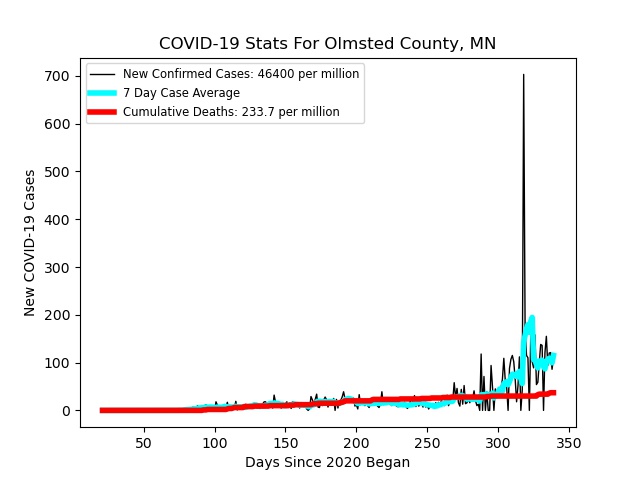 COVID-19 Stats For Olmsted County, MN
New Confirmed Cases: 46400 per million
7 Day Case Average
Cumulative Deaths: 233.7 per million
New COVID-19 Cases
700
600
500
400
300
200
100
0
50 100 150 200 250 300 350
Days Since 2020 Began